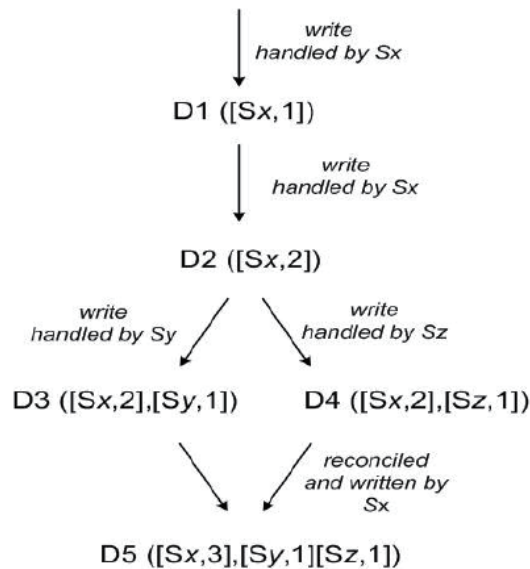 write
handled by Sx
D1 ([Sx,1])
write
handled by Sx
D2 ([Sx,2])
write
handled by Sy
write
handled by Sz
D3 ([Sx,2],[Sy,1])
D4 ([Sx,2],[Sz,1])
reconciled
and written by
Sx
D5 ([Sx,3],[Sy,1][Sz,1])